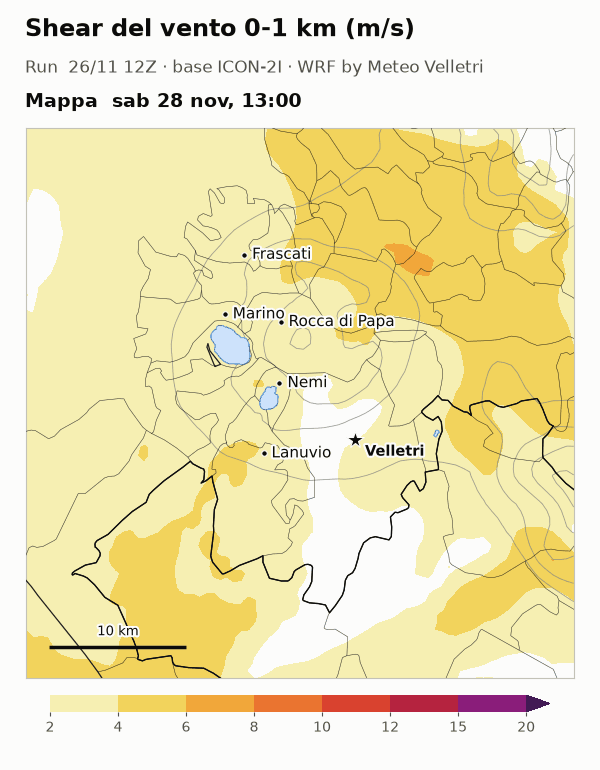 Shear del vento 0-1 km (m/s)
Run  26/11 12Z · base ICON-2I · WRF by Meteo Velletri
Mappa  sab 28 nov, 13:00
Frascati
Marino
Rocca di Papa
Nemi
Velletri
Lanuvio
10 km
2 4 6 8 10 12 15 20